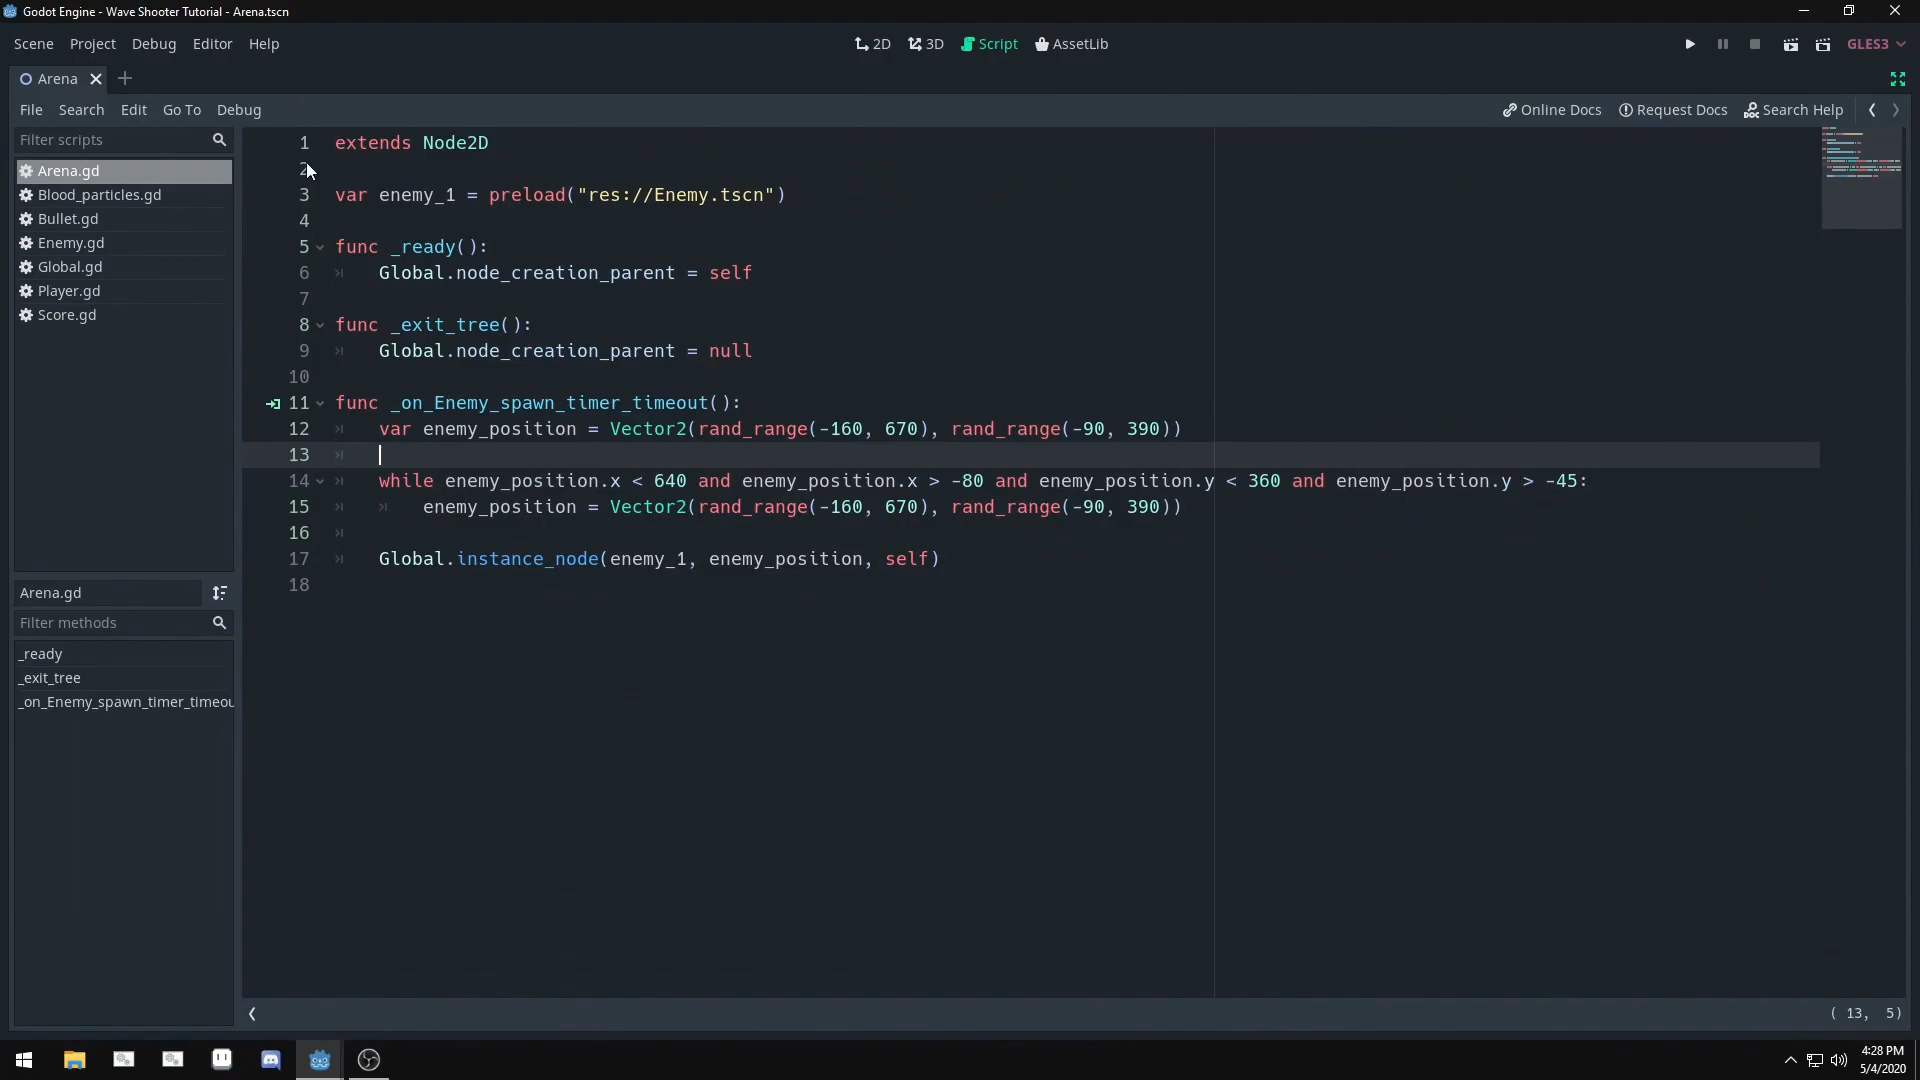 Godot Engine - Wave Shooter Tutorial - Arena.tscn
Scene Project Debug Editor Help
2D 3D Script AssetLib
GLES3
Arena
File Search Edit Go To Debug
Online Docs Request Docs Search Help
Filter scripts
Arena.gd
Blood_particles.gd
Bullet.gd
Enemy.gd
Global.gd
Player.gd
Score.gd
Arena.gd
Filter methods
_ready
_exit_tree
_on_Enemy_spawn_timer_timeou
1 extends Node2D
2
3 var enemy_1 = preload("res://Enemy.tscn")
4
5 func _ready():
6 Global.node_creation_parent = self
7
8 func _exit_tree():
9 Global.node_creation_parent = null
10
11 func _on_Enemy_spawn_timer_timeout():
12 var enemy_position = Vector2(rand_range(-160, 670), rand_range(-90, 390))
13
14 while enemy_position.x < 640 and enemy_position.x > -80 and enemy_position.y < 360 and enemy_position.y > -45:
15 enemy_position = Vector2(rand_range(-160, 670), rand_range(-90, 390))
16
17 Global.instance_node(enemy_1, enemy_position, self)
18
( 13, 5)
4:28 PM
5/4/2020